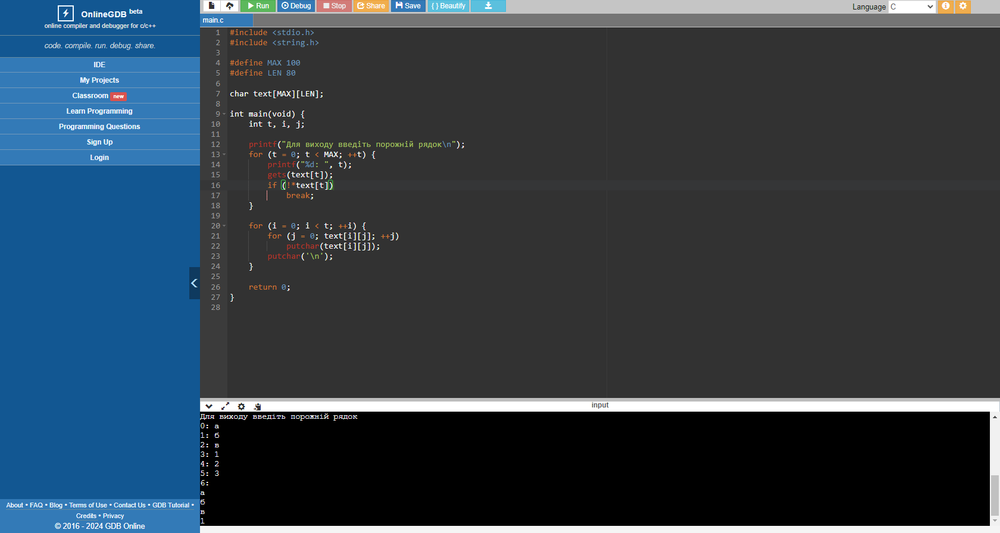 OnlineGDB beta
online compiler and debugger for c/c++
code. compile. run. debug. share.
IDE
My Projects
Classroom new
Learn Programming
Programming Questions
Sign Up
Login
About • FAQ • Blog • Terms of Use • Contact Us • GDB Tutorial •
Credits • Privacy
© 2016 - 2024 GDB Online
Run Debug Stop Share Save { } Beautify
Language C
main.c
1 #include <stdio.h>
2 #include <string.h>
3
4 #define MAX 100
5 #define LEN 80
6
7 char text[MAX][LEN];
8
9 int main(void) {
10 int t, i, j;
11
12 printf("Для виходу введіть порожній рядок\n");
13 for (t = 0; t < MAX; ++t) {
14 printf("%d: ", t);
15 gets(text[t]);
16 if (!*text[t])
17 break;
18 }
19
20 for (i = 0; i < t; ++i) {
21 for (j = 0; text[i][j]; ++j)
22 putchar(text[i][j]);
23 putchar('\n');
24 }
25
26 return 0;
27 }
28
input
Для виходу введіть порожній рядок
0: а
1: б
2: в
3: 1
4: 2
5: 3
6:
а
б
в
1